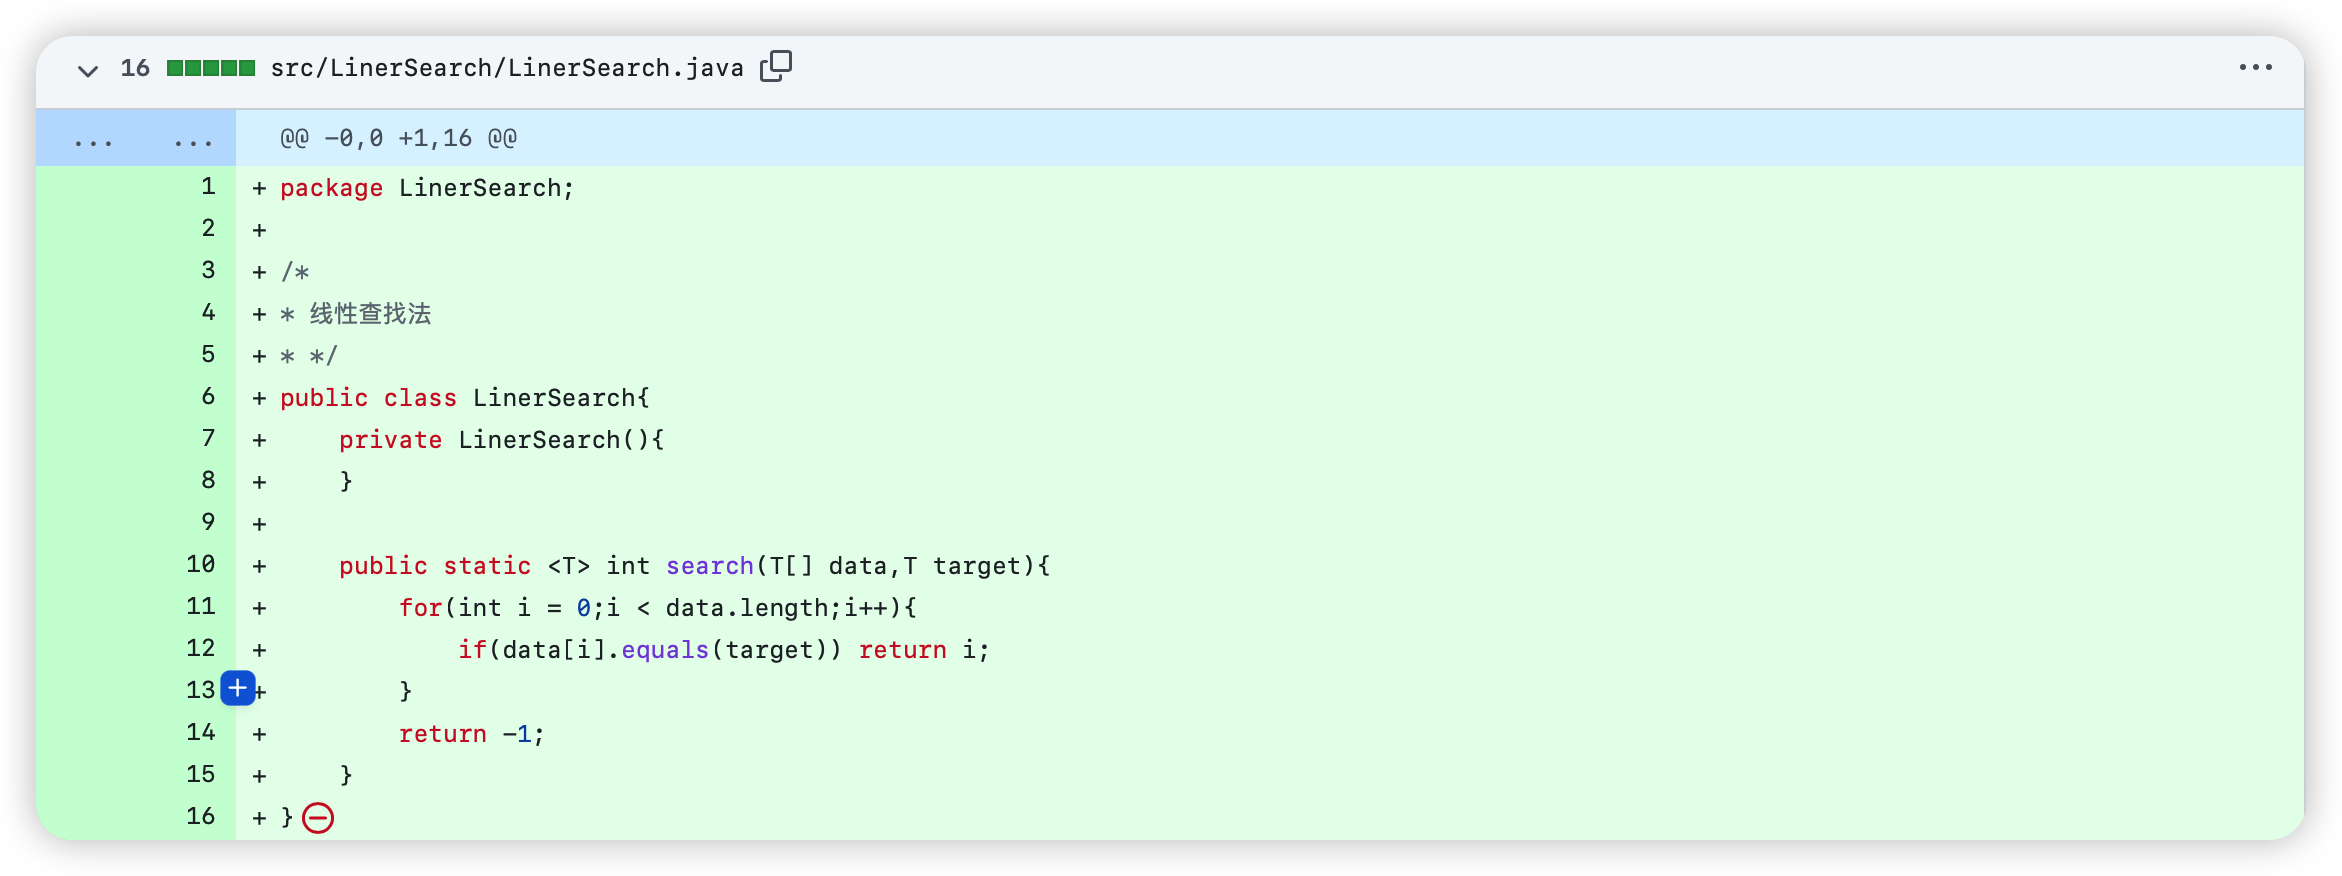 16 src/LinerSearch/LinerSearch.java ...
... ... @@ -0,0 +1,16 @@
1 + package LinerSearch;
2 +
3 + /*
4 + * 线性查找法
5 + * */
6 + public class LinerSearch{
7 +     private LinerSearch(){
8 +     }
9 +
10 +     public static <T> int search(T[] data,T target){
11 +         for(int i = 0;i < data.length;i++){
12 +             if(data[i].equals(target)) return i;
13 +         }
14 +         return -1;
15 +     }
16 + }